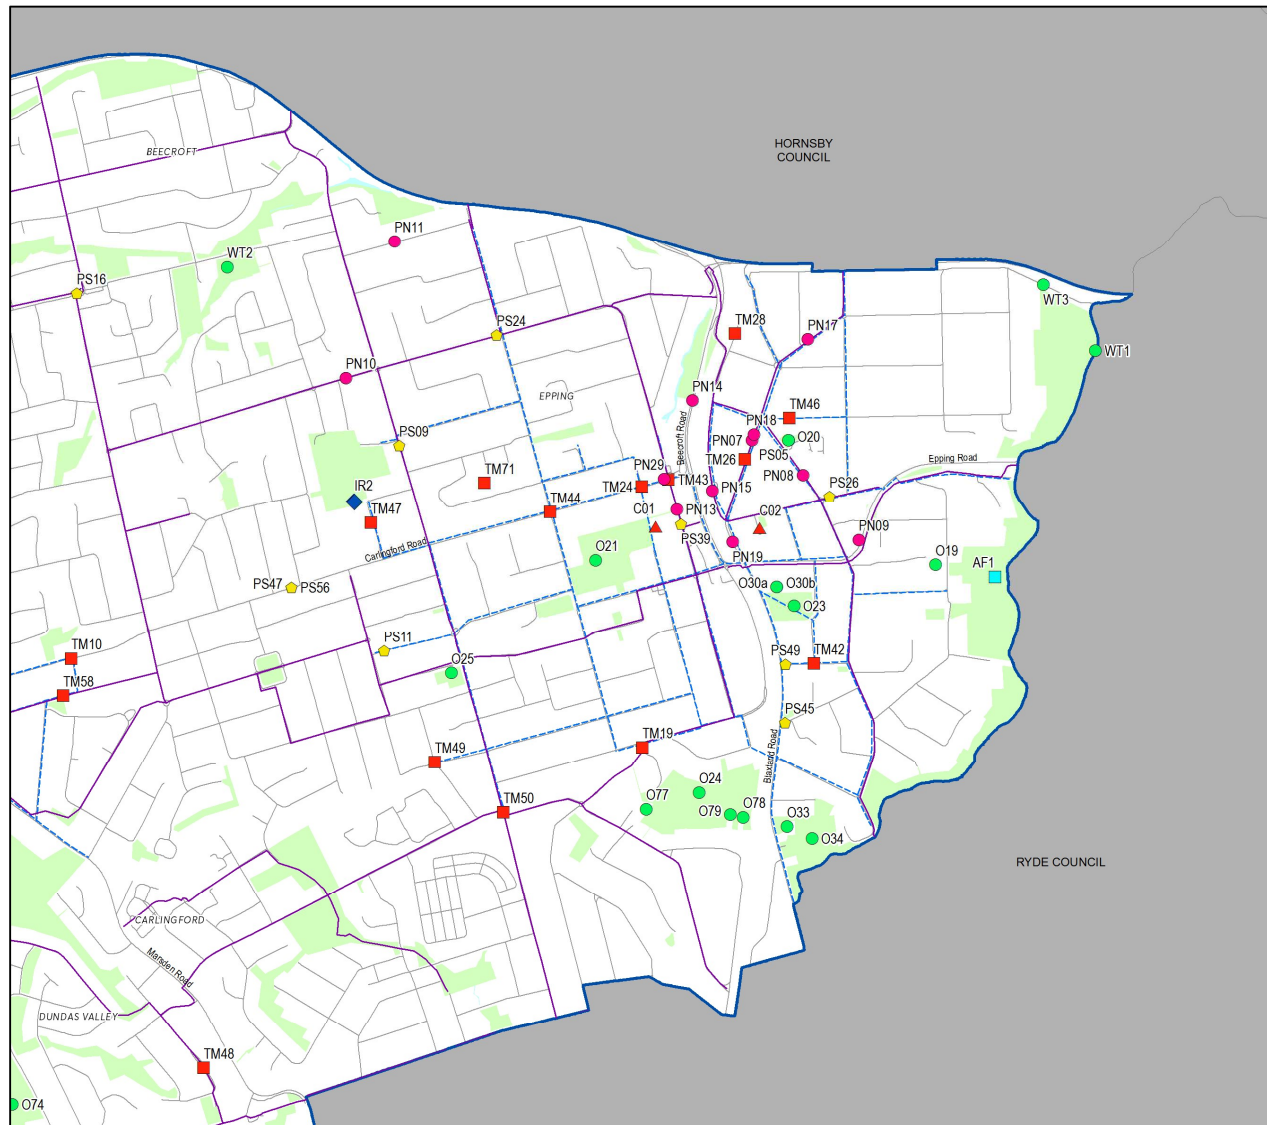 HORNSBY
COUNCIL
BEECROFT
PN11
WT2
PS16
WT3
PS24
TM28
PN17
WT1
PN10
EPPING
PN14
Beecroft Road
TM46
PN18
PS09
PN07
O20
PS05
Epping Road
TM26
PN29
TM71
TM43
PN08
IR2
TM24
PN15
PS26
TM44
TM47
C01
PN13
C02
Carlingford Road
PS39
PN09
PN19
O21
O19
AF1
PS47
PS56
O30a
O30b
O23
PS11
TM10
O25
PS49
TM42
TM58
PS45
TM19
Blaxland Road
TM49
O24
TM50
O77
O79
O78
O33
O34
RYDE COUNCIL
CARLINGFORD
Marsden Road
DUNDAS VALLEY
TM48
O74